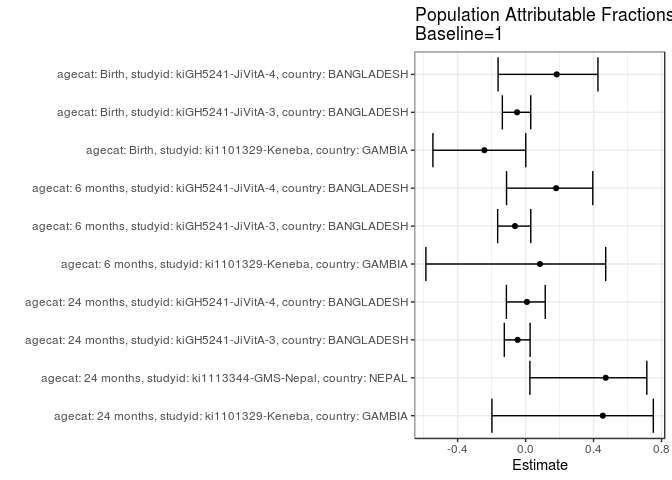 Population Attributable Fractions
Baseline=1
agecat: Birth, studyid: kiGH5241-JiVitA-4, country: BANGLADESH
agecat: Birth, studyid: kiGH5241-JiVitA-3, country: BANGLADESH
agecat: Birth, studyid: ki1101329-Keneba, country: GAMBIA
agecat: 6 months, studyid: kiGH5241-JiVitA-4, country: BANGLADESH
agecat: 6 months, studyid: kiGH5241-JiVitA-3, country: BANGLADESH
agecat: 6 months, studyid: ki1101329-Keneba, country: GAMBIA
agecat: 24 months, studyid: kiGH5241-JiVitA-4, country: BANGLADESH
agecat: 24 months, studyid: kiGH5241-JiVitA-3, country: BANGLADESH
agecat: 24 months, studyid: ki1113344-GMS-Nepal, country: NEPAL
agecat: 24 months, studyid: ki1101329-Keneba, country: GAMBIA
-0.4 0.0 0.4 0.8
Estimate